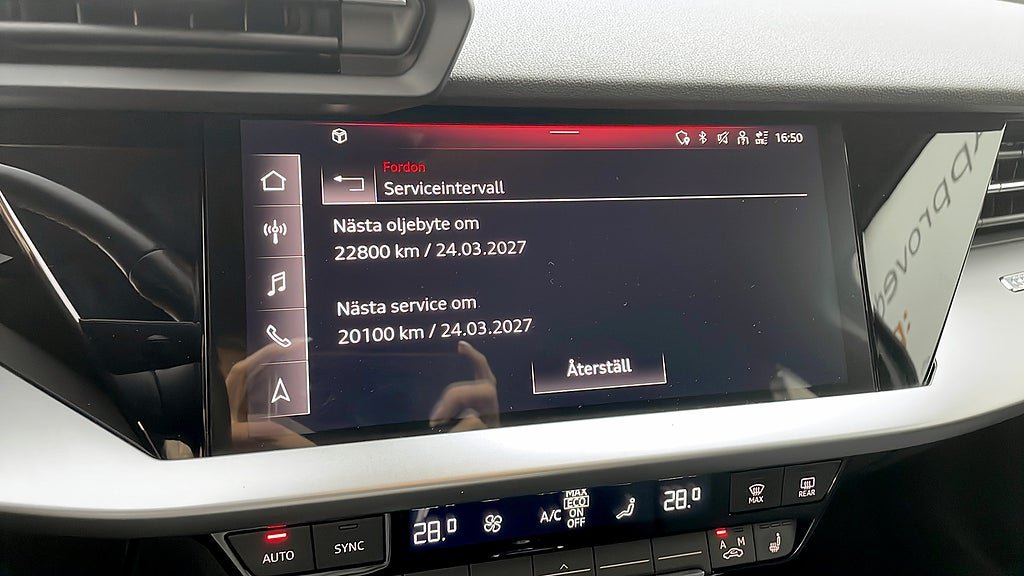 16:50
Fordon
Serviceintervall
Nästa oljebyte om
22800 km / 24.03.2027
Nästa service om
20100 km / 24.03.2027
Återställ
pproved
MAX
REAR
28.0
A/C
MAX
ECO
ON
OFF
28.0
AUTO
SYNC
A M